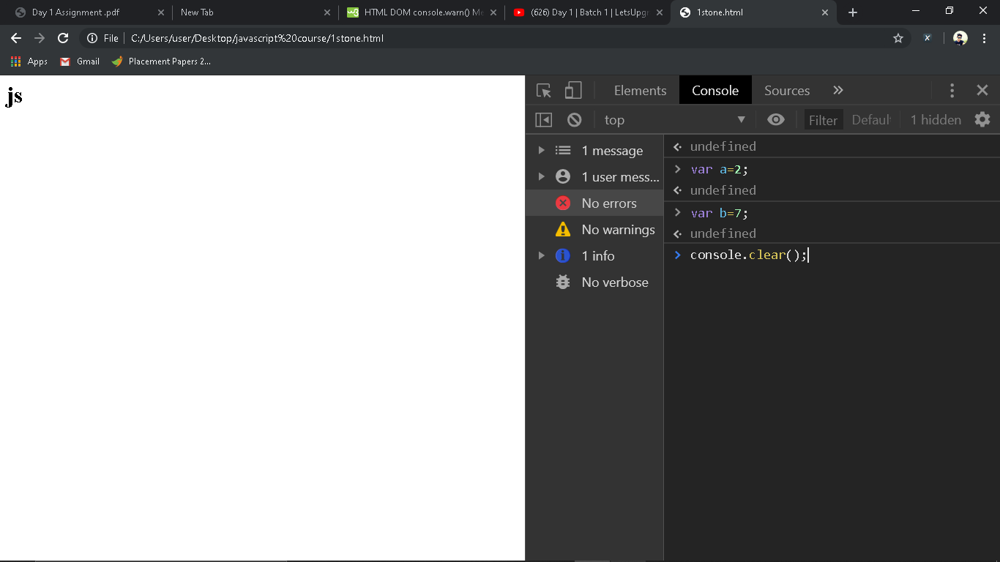 Day 1 Assignment .pdf
New Tab
HTML DOM console.warn() Me
(626) Day 1 | Batch 1 | LetsUpgr
1stone.html
File
C:/Users/user/Desktop/javascript%20course/1stone.html
Apps
Gmail
Placement Papers 2...
js
Elements
Console
Sources
top
Filter
Defaul
1 hidden
1 message
1 user mess...
No errors
No warnings
1 info
No verbose
undefined
var a=2;
undefined
var b=7;
undefined
console.clear();